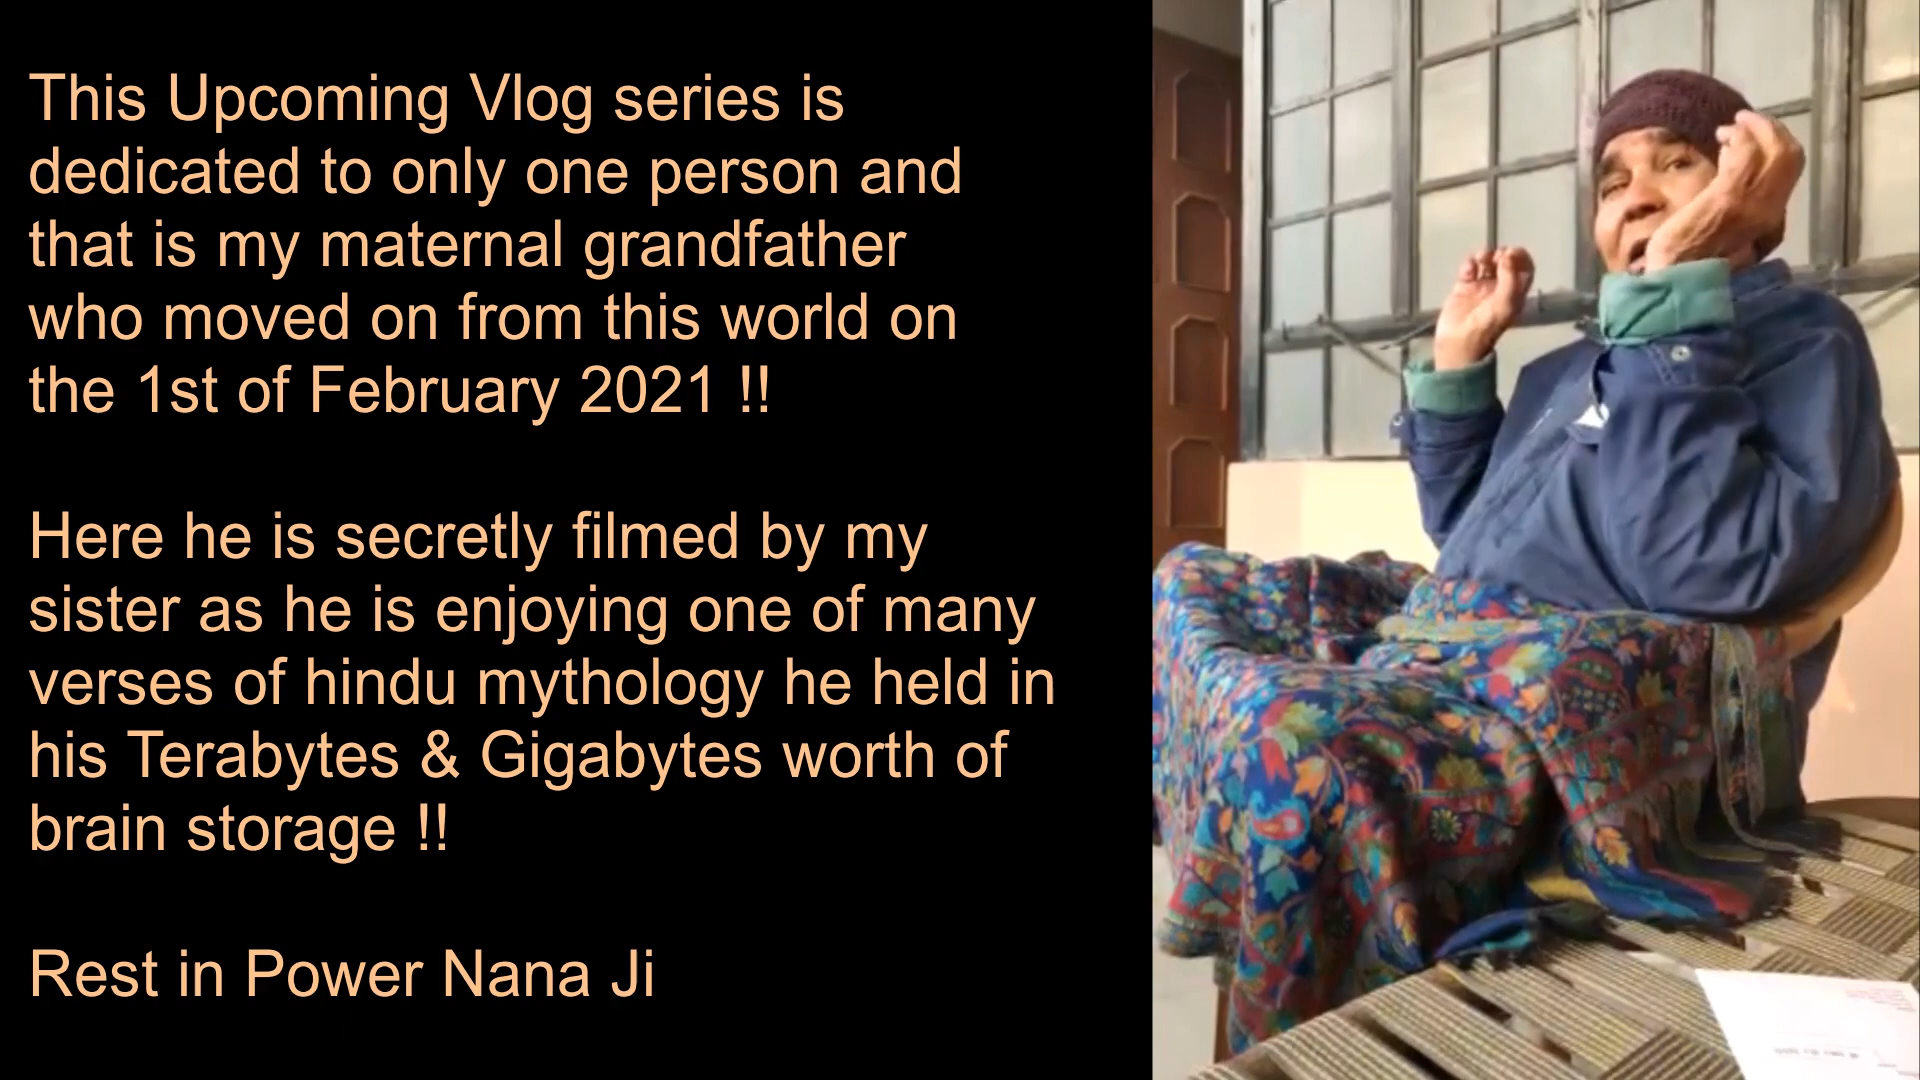 This Upcoming Vlog series is
dedicated to only one person and
that is my maternal grandfather
who moved on from this world on
the 1st of February 2021 !!
Here he is secretly filmed by my
sister as he is enjoying one of many
verses of hindu mythology he held in
his Terabytes & Gigabytes worth of
brain storage !!
Rest in Power Nana Ji